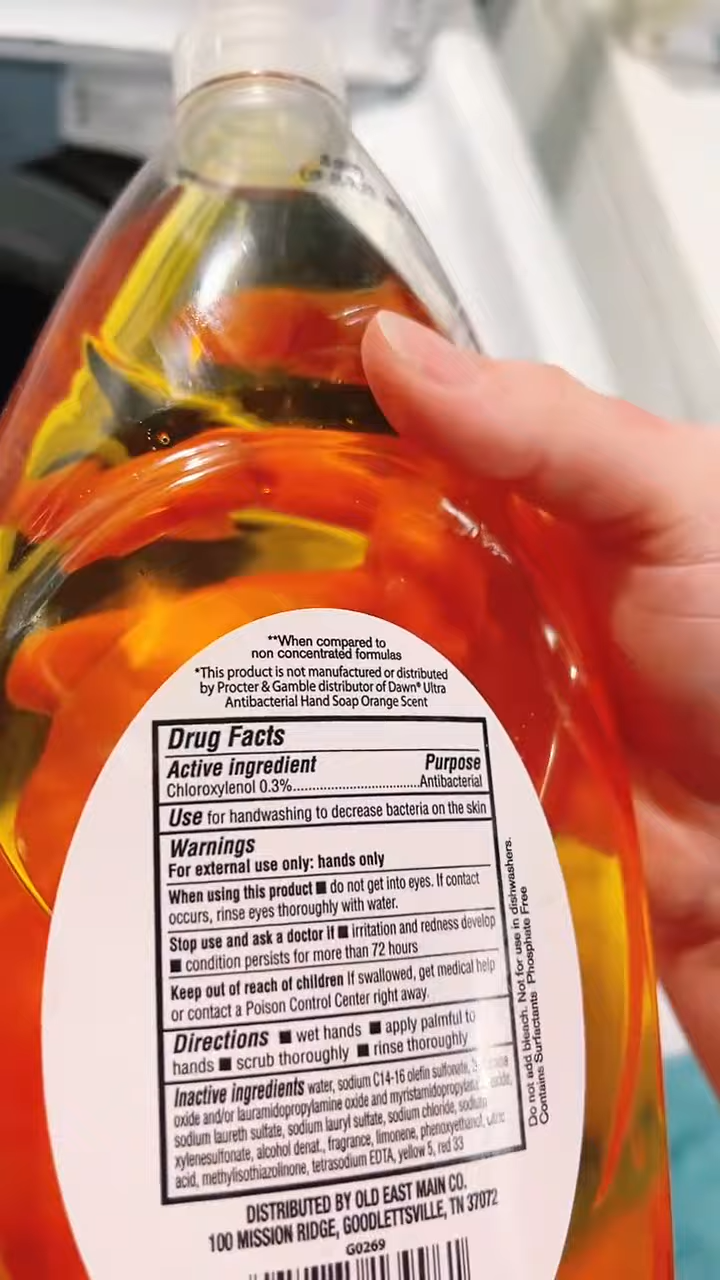 **When compared to
non concentrated formulas
*This product is not manufactured or distributed
by Procter & Gamble distributor of Dawn® Ultra
Antibacterial Hand Soap Orange Scent
Drug Facts
Active ingredient Purpose
Chloroxylenol 0.3%.................................Antibacterial
Use for handwashing to decrease bacteria on the skin
Warnings
For external use only: hands only
When using this product ■ do not get into eyes. If contact
occurs, rinse eyes thoroughly with water.
Stop use and ask a doctor if ■ irritation and redness develop
■ condition persists for more than 72 hours
Keep out of reach of children If swallowed, get medical help
or contact a Poison Control Center right away.
Directions ■ wet hands ■ apply palmful to
hands ■ scrub thoroughly ■ rinse thoroughly
Inactive ingredients water, sodium C14-16 olefin sulfonate,
oxide and/or lauramidopropylamine oxide and myristamidopropylamine oxide,
sodium laureth sulfate, sodium lauryl sulfate, sodium chloride, sodium
xylenesulfonate, alcohol denat., fragrance, limonene, phenoxyethanol, citric
acid, methylisothiazolinone, tetrasodium EDTA, yellow 5, red 33
Do not add bleach. Not for use in dishwashers.
Contains Surfactants · Phosphate Free
DISTRIBUTED BY OLD EAST MAIN CO.
100 MISSION RIDGE, GOODLETTSVILLE, TN 37072
G0269